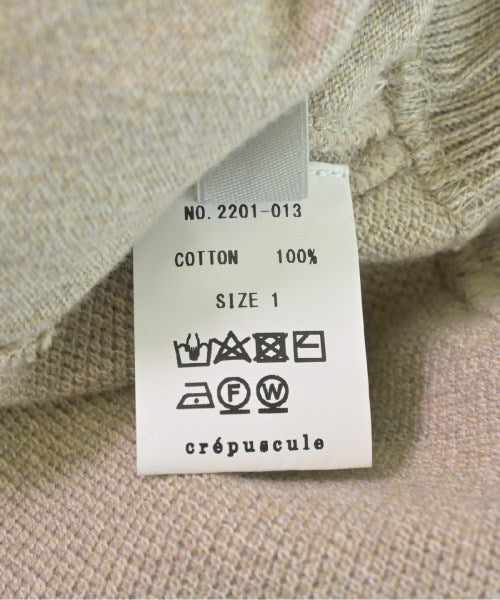 NO.2201-013
COTTON 100%
SIZE 1
F W
crépuscule